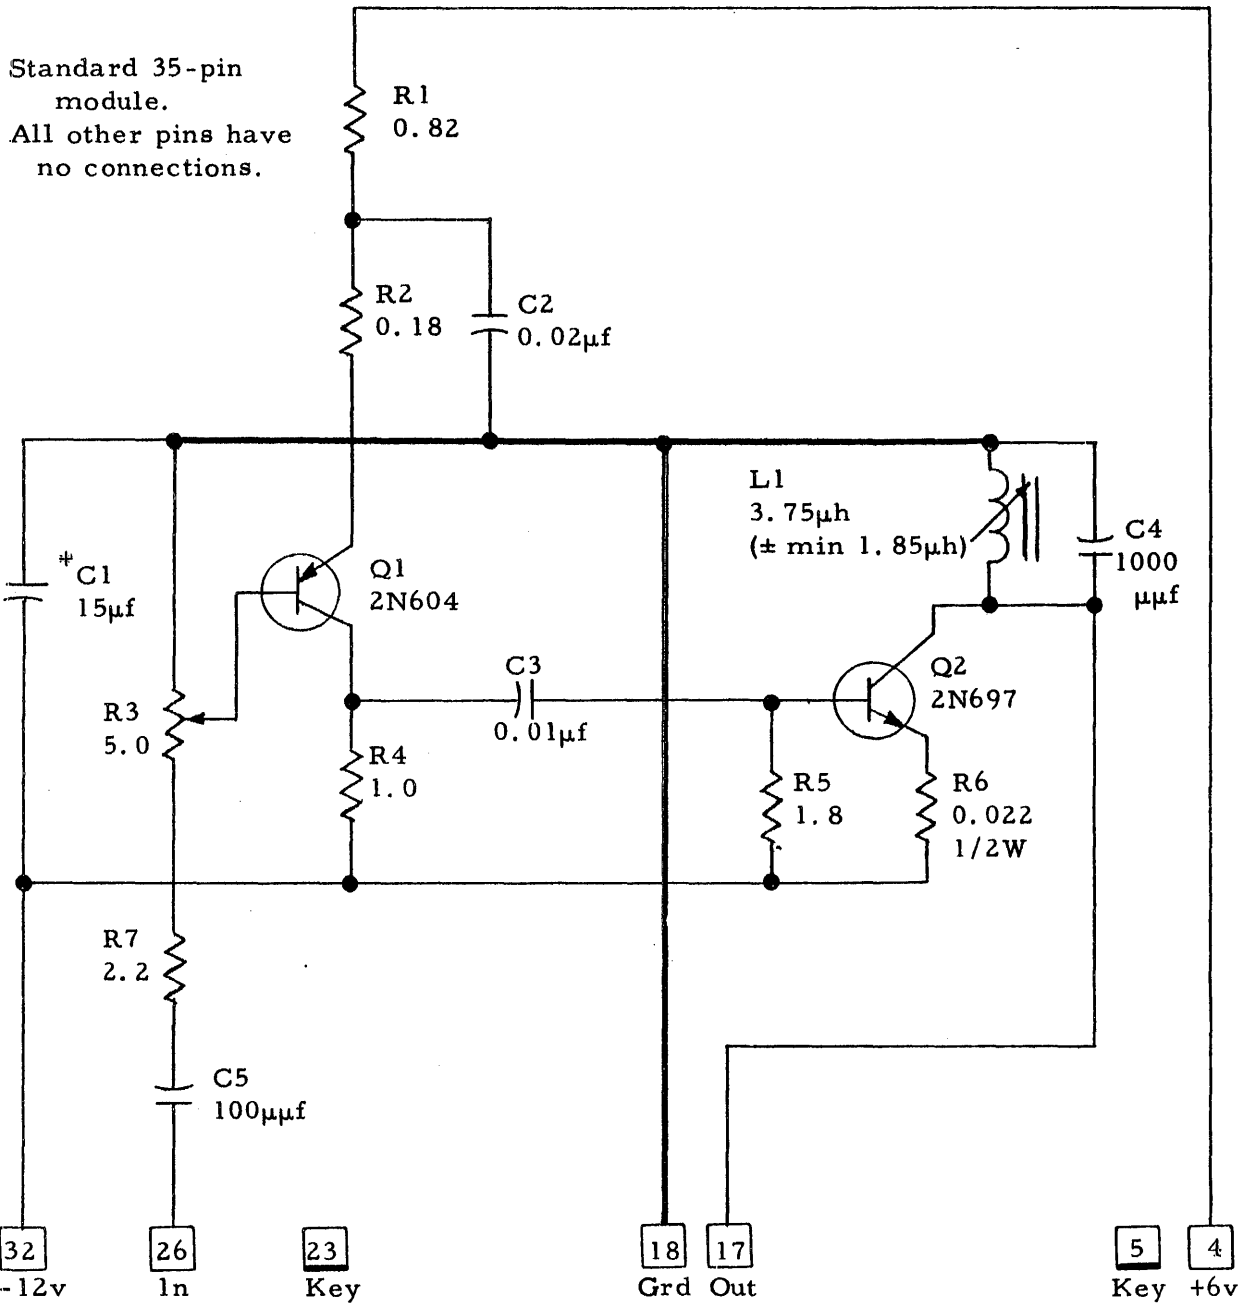 Standard 35-pin
module.
All other pins have
no connections.
R1
0.82
R2
0.18
C2
0.02μf
L1
3.75μh
(± min 1.85μh)
C4
1000
μμf
*C1
15μf
Q1
2N604
C3
0.01μf
Q2
2N697
R3
5.0
R4
1.0
R5
1.8
R6
0.022
1/2W
R7
2.2
C5
100μμf
32
26
23
18
17
5
4
-12v
In
Key
Grd
Out
Key
+6v